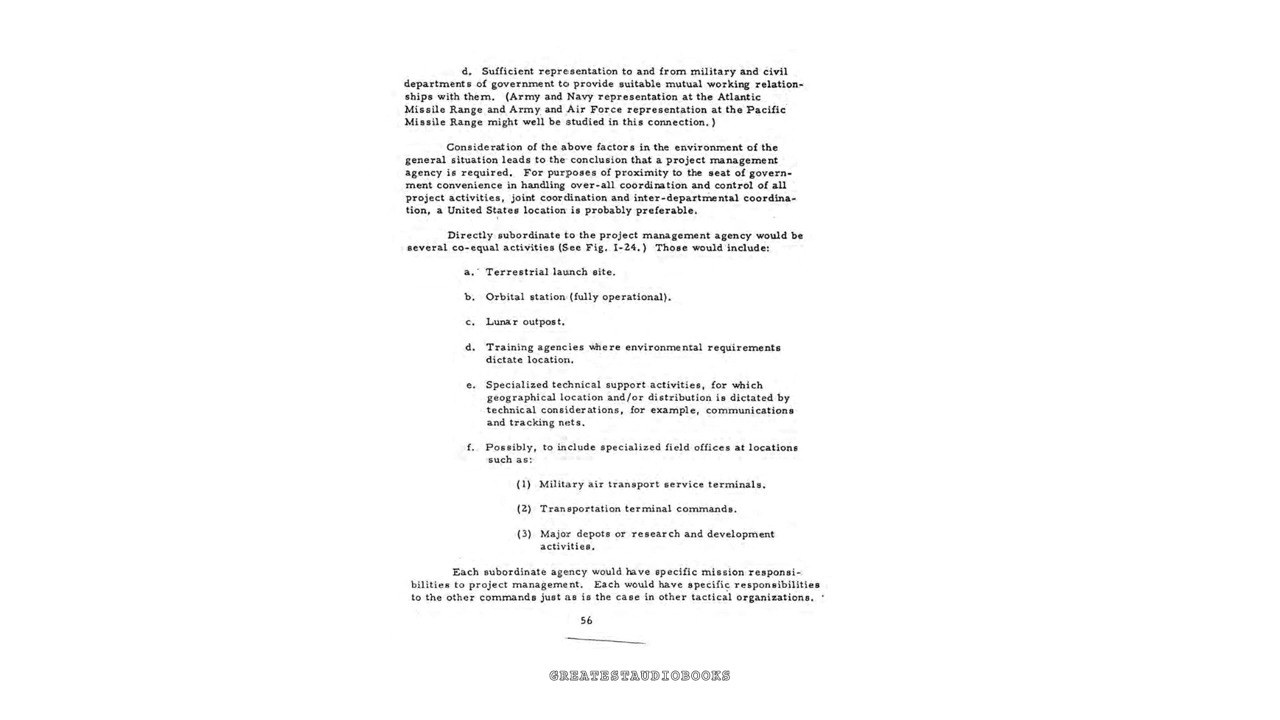 d. Sufficient representation to and from military and civil
departments of government to provide suitable mutual working relation-
ships with them. (Army and Navy representation at the Atlantic
Missile Range and Army and Air Force representation at the Pacific
Missile Range might well be studied in this connection.)
Consideration of the above factors in the environment of the
general situation leads to the conclusion that a project management
agency is required. For purposes of proximity to the seat of govern-
ment convenience in handling over-all coordination and control of all
project activities, joint coordination and inter-departmental coordina-
tion, a United States location is probably preferable.
Directly subordinate to the project management agency would be
several co-equal activities (See Fig. I-24.) Those would include:
a. Terrestrial launch site.
b. Orbital station (fully operational).
c. Lunar outpost.
d. Training agencies where environmental requirements
dictate location.
e. Specialized technical support activities, for which
geographical location and/or distribution is dictated by
technical considerations, for example, communications
and tracking nets.
f. Possibly, to include specialized field offices at locations
such as:
(1) Military air transport service terminals.
(2) Transportation terminal commands.
(3) Major depots or research and development
activities.
Each subordinate agency would have specific mission responsi-
bilities to project management. Each would have specific responsibilities
to the other commands just as is the case in other tactical organizations.
56
GREATESTAUDIOBOOKS